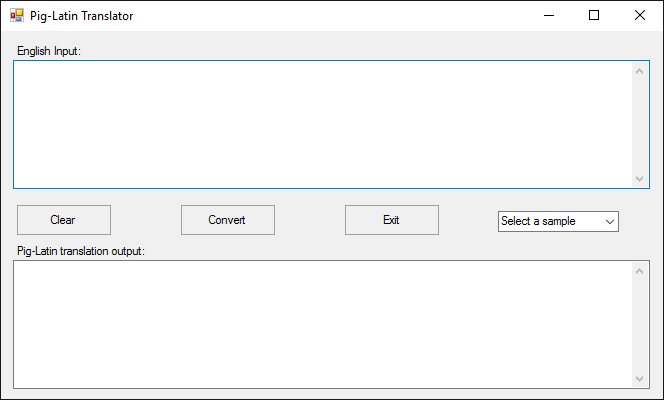 Pig-Latin Translator
English Input:
Clear Convert Exit Select a sample
Pig-Latin translation output: